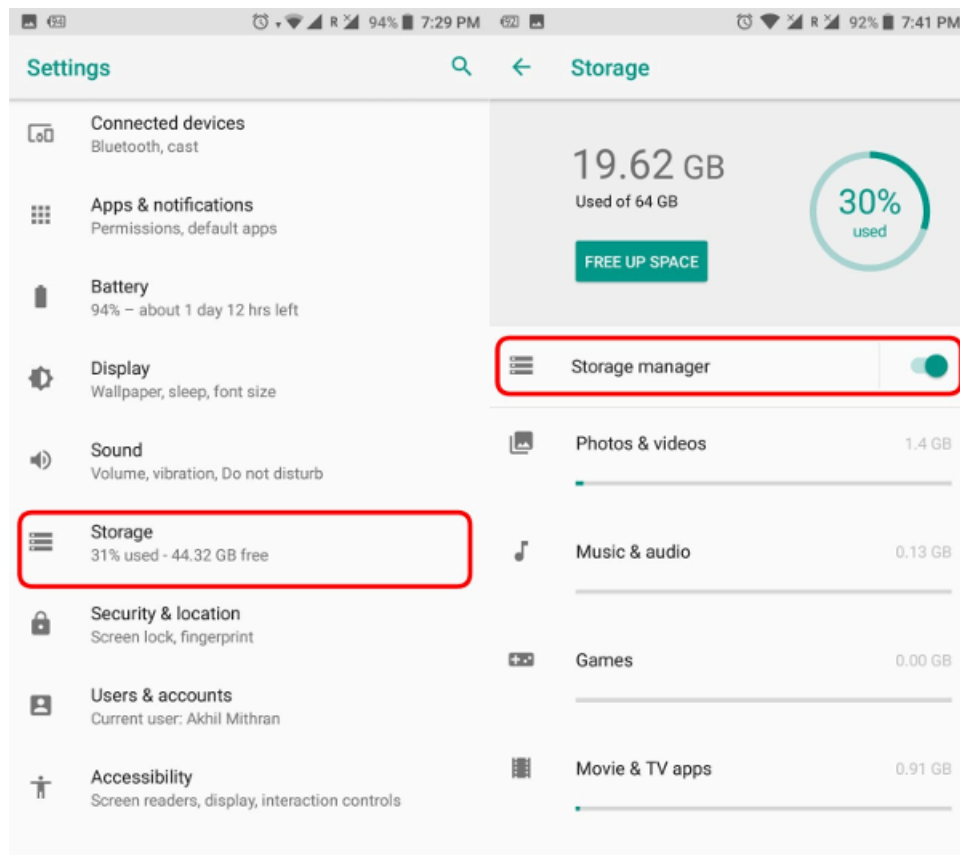 94 R 94% 7:29 PM
Settings
Connected devices
Bluetooth, cast
Apps & notifications
Permissions, default apps
Battery
94% – about 1 day 12 hrs left
Display
Wallpaper, sleep, font size
Sound
Volume, vibration, Do not disturb
Storage
31% used - 44.32 GB free
Security & location
Screen lock, fingerprint
Users & accounts
Current user: Akhil Mithran
Accessibility
Screen readers, display, interaction controls
92 R 92% 7:41 PM
Storage
19.62 GB
Used of 64 GB
30%
used
FREE UP SPACE
Storage manager
Photos & videos 1.4 GB
Music & audio 0.13 GB
Games 0.00 GB
Movie & TV apps 0.91 GB